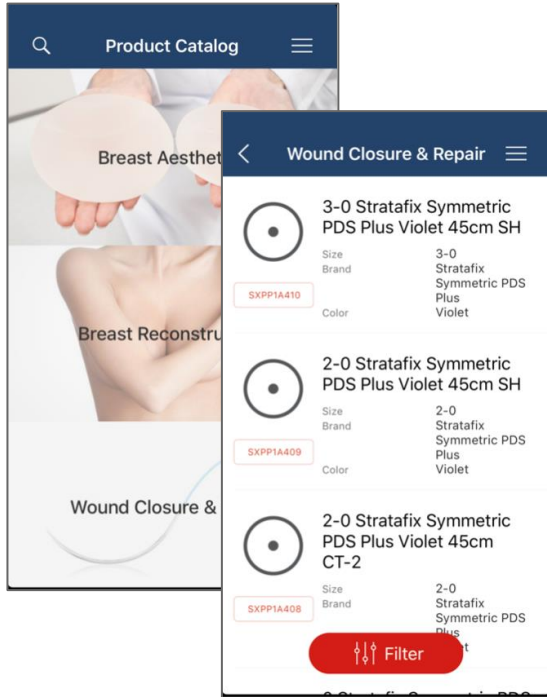 Product Catalog
Breast Aesthet
Breast Reconstru
Wound Closure &
Wound Closure & Repair
3-0 Stratafix Symmetric
PDS Plus Violet 45cm SH
Size 3-0
Brand Stratafix
Symmetric PDS
Plus
SXPP1A410
Color Violet
2-0 Stratafix Symmetric
PDS Plus Violet 45cm SH
Size 2-0
Brand Stratafix
Symmetric PDS
Plus
SXPP1A409
Color Violet
2-0 Stratafix Symmetric
PDS Plus Violet 45cm
CT-2
Size 2-0
Brand Stratafix
SXPP1A408
Symmetric PDS
Plus
Filter